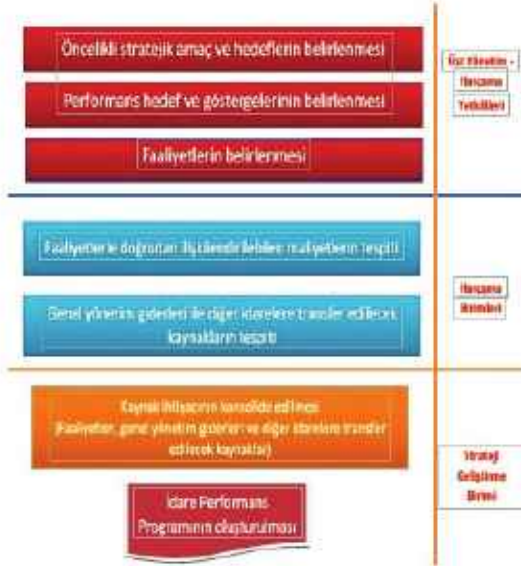 Öncelikli stratejik amaç ve hedeflerin belirlenmesi
Performans hedef ve göstergelerinin belirlenmesi
Faaliyetlerin belirlenmesi
Üst Yönetim -
Harcama
Yetkilileri
Faaliyetlerle doğrudan ilişkilendirilebilen maliyetlerin tespiti
Genel yönetim giderleri ile diğer idarelere transfer edilecek
kaynakların tespiti
Harcama
Birimleri
Kaynak ihtiyacının konsolide edilmesi
(Faaliyetler, genel yönetim giderleri ve diğer idarelere transfer
edilecek kaynaklar)
İdare Performans
Programının oluşturulması
Strateji
Geliştirme
Birimi